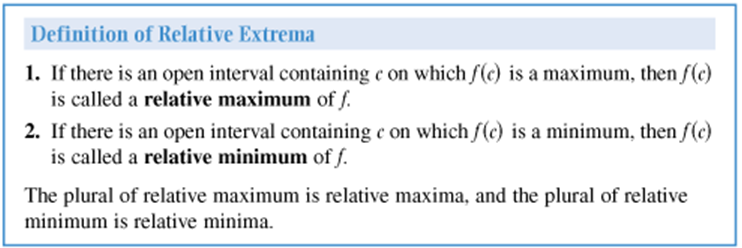 Definition of Relative Extrema
1. If there is an open interval containing c on which f(c) is a maximum, then f(c)
is called a relative maximum of f.
2. If there is an open interval containing c on which f(c) is a minimum, then f(c)
is called a relative minimum of f.
The plural of relative maximum is relative maxima, and the plural of relative
minimum is relative minima.